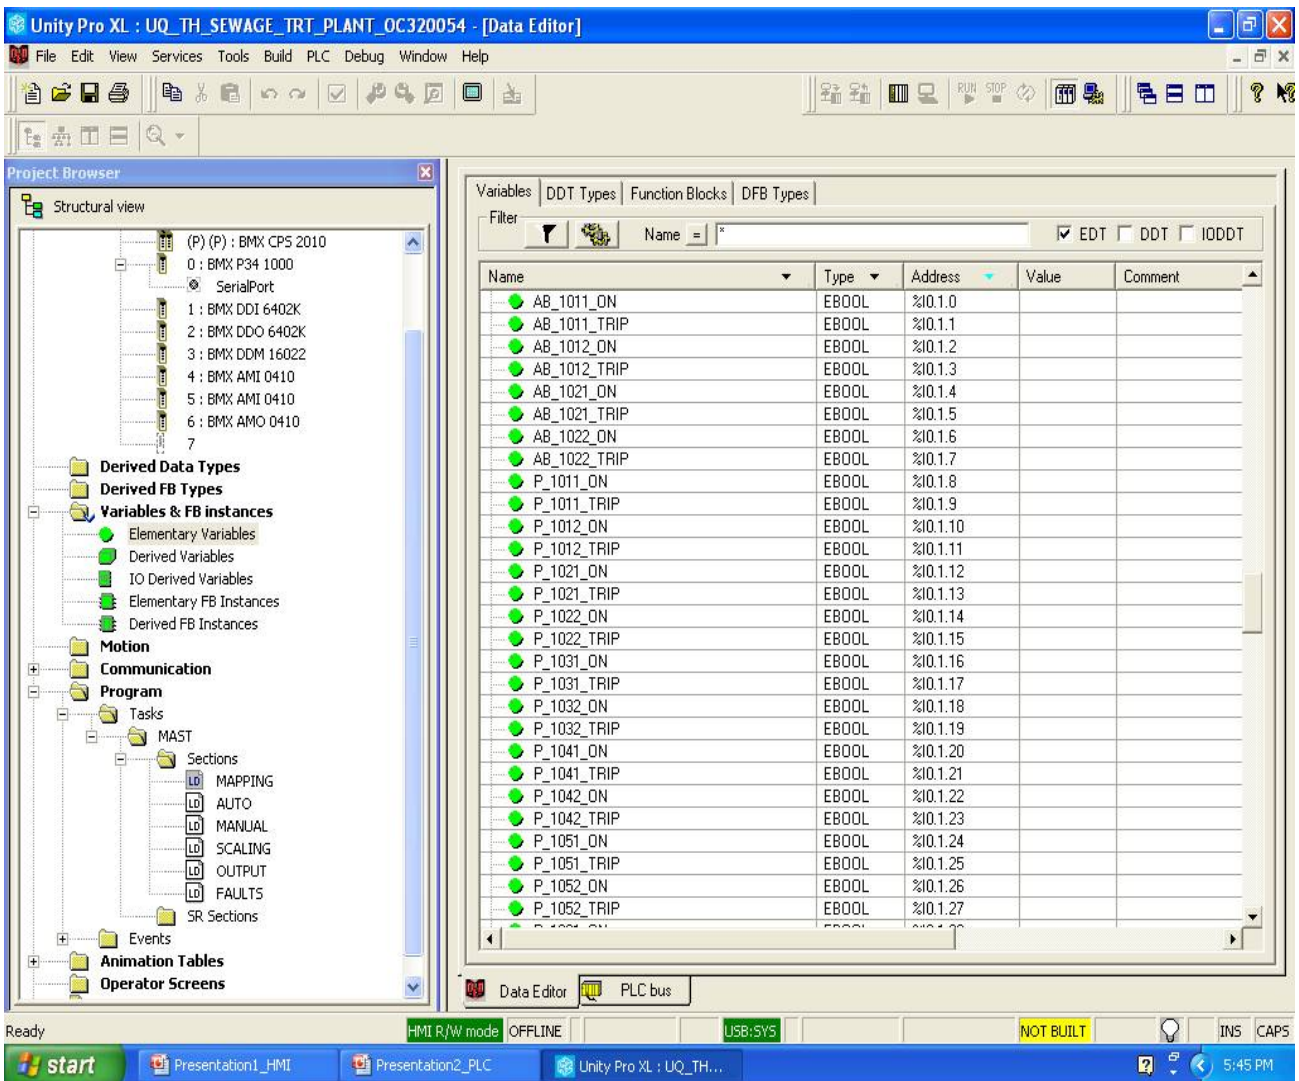 Unity Pro XL : UQ_TH_SEWAGE_TRT_PLANT_OC320054 - [Data Editor]
File Edit View Services Tools Build PLC Debug Window Help
RUN STOP
Project Browser
Structural view
(P) (P) : BMX CPS 2010
0 : BMX P34 1000
SerialPort
1 : BMX DDI 6402K
2 : BMX DDO 6402K
3 : BMX DDM 16022
4 : BMX AMI 0410
5 : BMX AMI 0410
6 : BMX AMO 0410
7
Derived Data Types
Derived FB Types
Variables & FB instances
Elementary Variables
Derived Variables
IO Derived Variables
Elementary FB Instances
Derived FB Instances
Motion
Communication
Program
Tasks
MAST
Sections
LD MAPPING
LD AUTO
LD MANUAL
LD SCALING
LD OUTPUT
LD FAULTS
SR Sections
Events
Animation Tables
Operator Screens
Variables DDT Types Function Blocks DFB Types
Filter
Name = * EDT DDT IODDT
Name Type Address Value Comment
AB_1011_ON EBOOL %I0.1.0
AB_1011_TRIP EBOOL %I0.1.1
AB_1012_ON EBOOL %I0.1.2
AB_1012_TRIP EBOOL %I0.1.3
AB_1021_ON EBOOL %I0.1.4
AB_1021_TRIP EBOOL %I0.1.5
AB_1022_ON EBOOL %I0.1.6
AB_1022_TRIP EBOOL %I0.1.7
P_1011_ON EBOOL %I0.1.8
P_1011_TRIP EBOOL %I0.1.9
P_1012_ON EBOOL %I0.1.10
P_1012_TRIP EBOOL %I0.1.11
P_1021_ON EBOOL %I0.1.12
P_1021_TRIP EBOOL %I0.1.13
P_1022_ON EBOOL %I0.1.14
P_1022_TRIP EBOOL %I0.1.15
P_1031_ON EBOOL %I0.1.16
P_1031_TRIP EBOOL %I0.1.17
P_1032_ON EBOOL %I0.1.18
P_1032_TRIP EBOOL %I0.1.19
P_1041_ON EBOOL %I0.1.20
P_1041_TRIP EBOOL %I0.1.21
P_1042_ON EBOOL %I0.1.22
P_1042_TRIP EBOOL %I0.1.23
P_1051_ON EBOOL %I0.1.24
P_1051_TRIP EBOOL %I0.1.25
P_1052_ON EBOOL %I0.1.26
P_1052_TRIP EBOOL %I0.1.27
Data Editor PLC bus
Ready HMI R/W mode OFFLINE USB:SYS NOT BUILT INS CAPS
start Presentation1_HMI Presentation2_PLC Unity Pro XL : UQ_TH... 5:45 PM